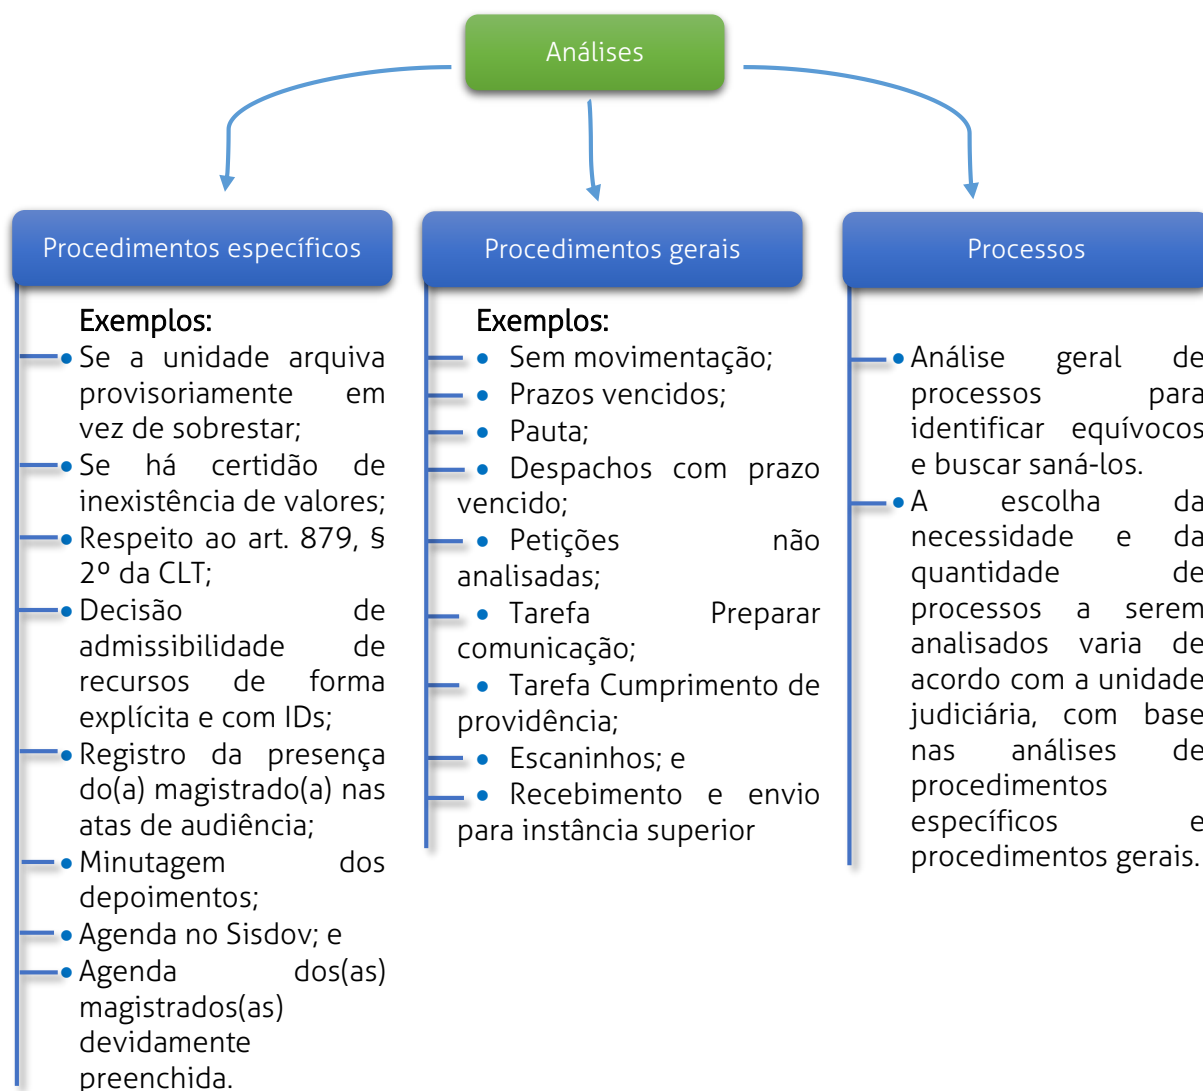 Análises
Procedimentos específicos
Exemplos:
• Se a unidade arquiva
provisoriamente em
vez de sobrestar;
• Se há certidão de
inexistência de valores;
• Respeito ao art. 879, §
2º da CLT;
• Decisão de
admissibilidade de
recursos de forma
explícita e com IDs;
• Registro da presença
do(a) magistrado(a) nas
atas de audiência;
• Minutagem dos
depoimentos;
• Agenda no Sisdov; e
• Agenda dos(as)
magistrados(as)
devidamente
preenchida.
Procedimentos gerais
Exemplos:
• Sem movimentação;
• Prazos vencidos;
• Pauta;
• Despachos com prazo
vencido;
• Petições não
analisadas;
• Tarefa Preparar
comunicação;
• Tarefa Cumprimento de
providência;
• Escaninhos; e
• Recebimento e envio
para instância superior
Processos
• Análise geral de
processos para
identificar equívocos
e buscar saná-los.
• A escolha da
necessidade e da
quantidade de
processos a serem
analisados varia de
acordo com a unidade
judiciária, com base
nas análises de
procedimentos
específicos e
procedimentos gerais.